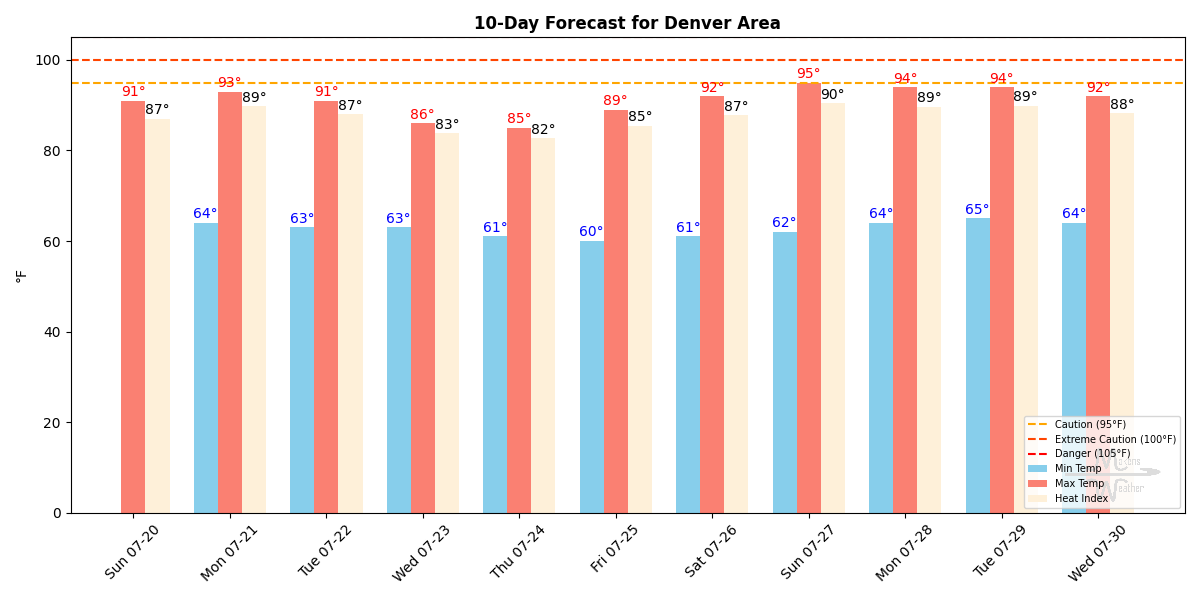 10-Day Forecast for Denver Area
100
80
60
40
20
0
°F
91° 87°
64° 93° 89°
63° 91° 87°
63° 86° 83°
61° 85° 82°
60° 89° 85°
61° 92° 87°
62° 95° 90°
64° 94° 89°
65° 94° 89°
64° 92° 88°
Sun 07-20
Mon 07-21
Tue 07-22
Wed 07-23
Thu 07-24
Fri 07-25
Sat 07-26
Sun 07-27
Mon 07-28
Tue 07-29
Wed 07-30
Caution (95°F)
Extreme Caution (100°F)
Danger (105°F)
Min Temp
Max Temp
Heat Index